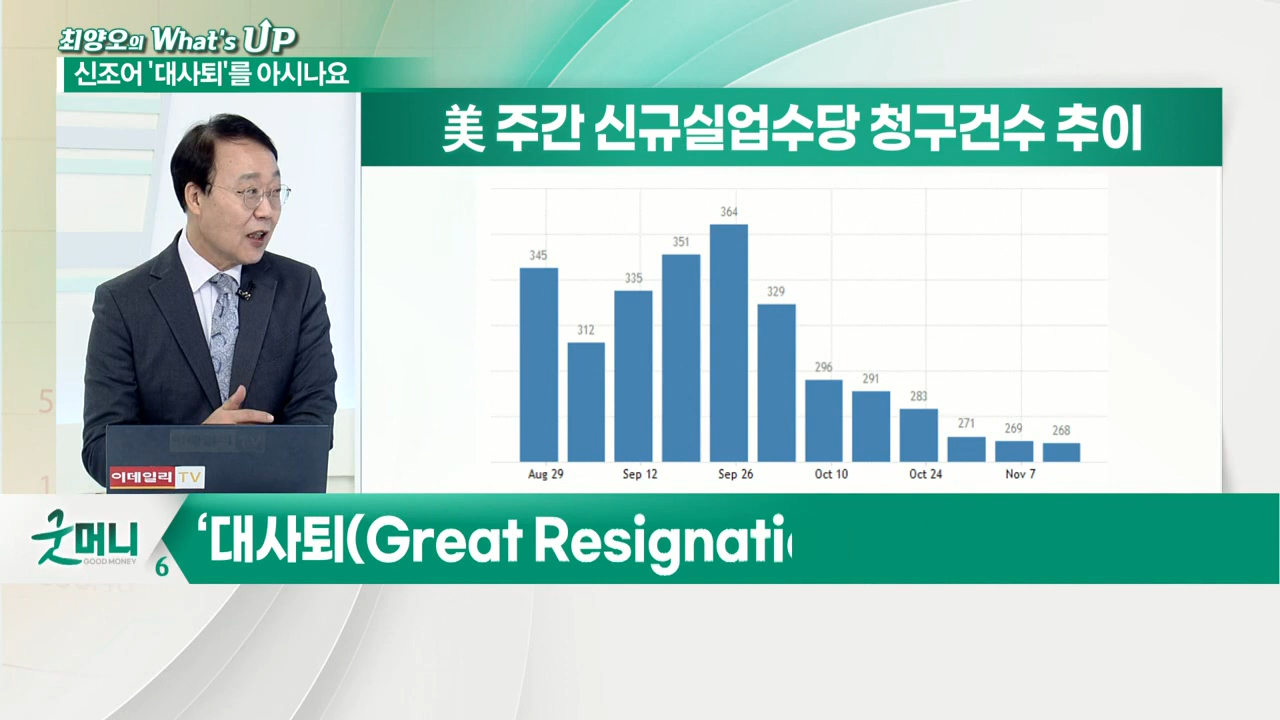 최양오의 What's UP
신조어 '대사퇴'를 아시나요
美 주간 신규실업수당 청구건수 추이
345
312
335
351
364
329
296
291
283
271
269
268
Aug 29
Sep 12
Sep 26
Oct 10
Oct 24
Nov 7
5
1
이데일리 TV
굿머니
GOOD MONEY
6
'대사퇴(Great Resignati